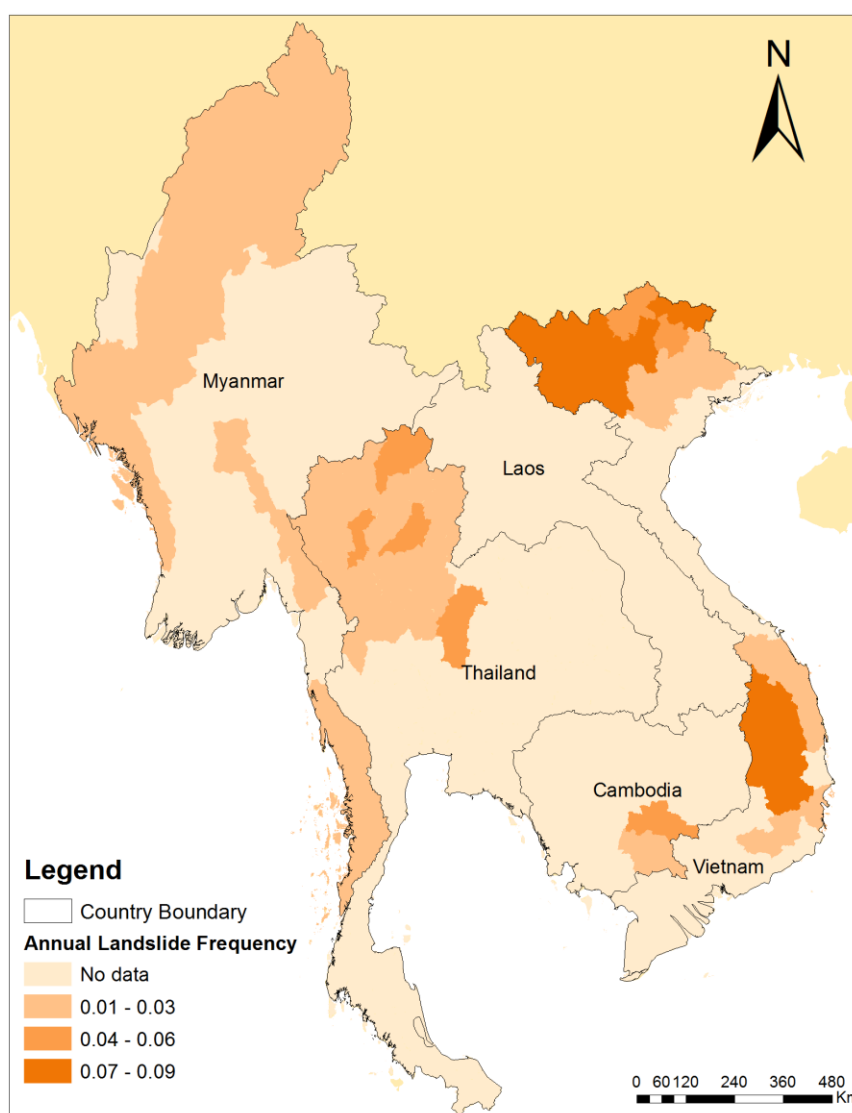 N
Myanmar
Laos
Thailand
Cambodia
Vietnam
Legend
Country Boundary
Annual Landslide Frequency
No data
0.01 - 0.03
0.04 - 0.06
0.07 - 0.09
0 60 120 240 360 480